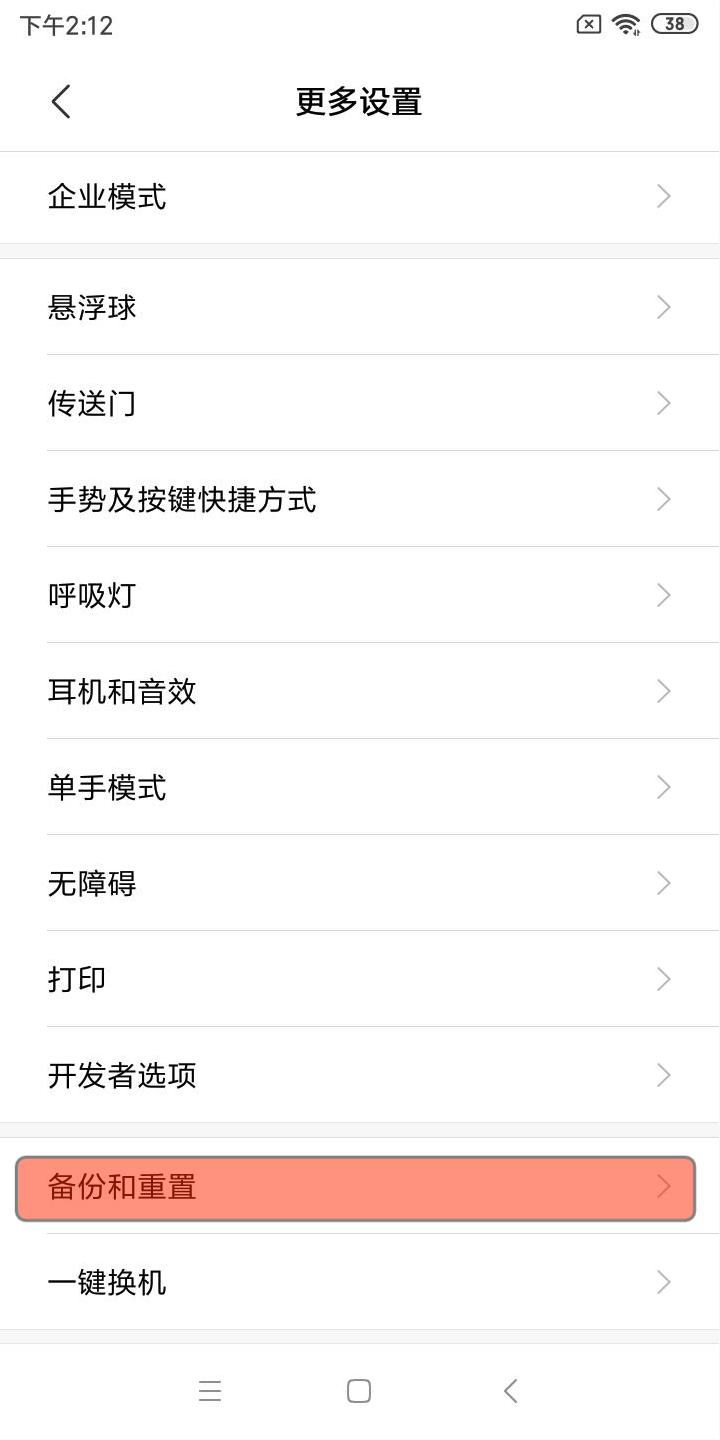 下午2:12
38
更多设置
企业模式
悬浮球
传送门
手势及按键快捷方式
呼吸灯
耳机和音效
单手模式
无障碍
打印
开发者选项
备份和重置
一键换机